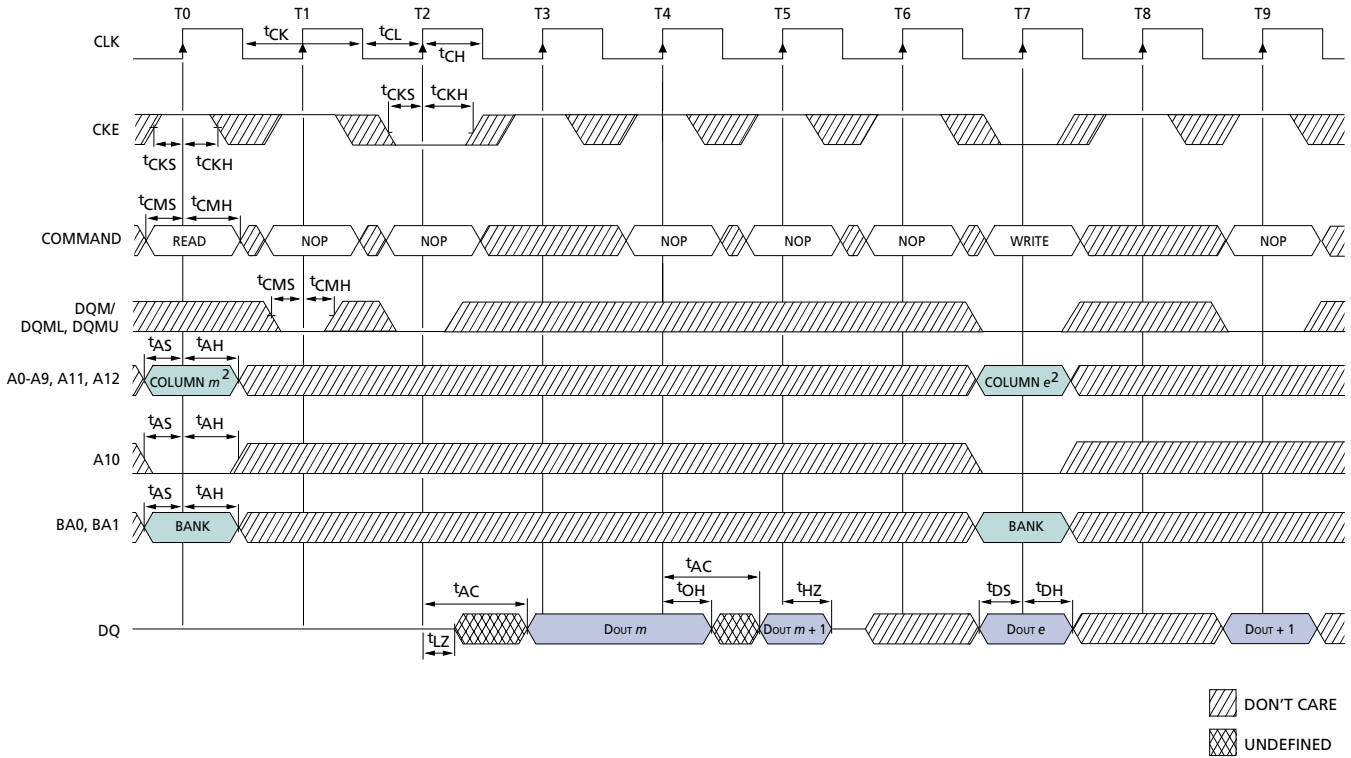 T0 T1 T2 T3 T4 T5 T6 T7 T8 T9
CLK
tCK tCL
tCH
tCKS tCKH
CKE
tCKS tCKH
tCMS tCMH
COMMAND READ NOP NOP NOP NOP NOP WRITE NOP
tCMS tCMH
DQM/
DQML, DQMU
tAS tAH
A0-A9, A11, A12 COLUMN m2 COLUMN e2
tAS tAH
A10
tAS tAH
BA0, BA1 BANK BANK
tAC
tAC tOH tHZ tDS tDH
DQ DOUT m DOUT m + 1 DOUT e DOUT + 1
tLZ
DON'T CARE
UNDEFINED